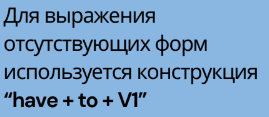 Для выражения
отсутствующих форм
используется конструкция
“have + to + V1”